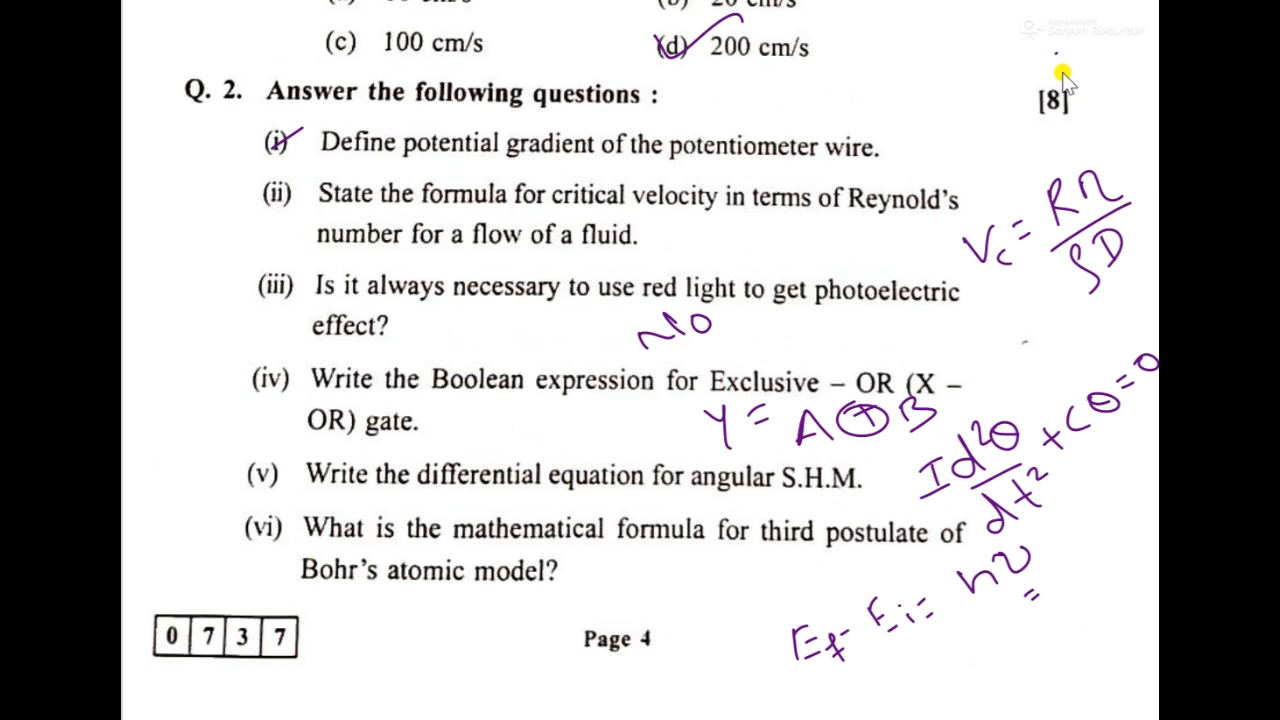 (c) 100 cm/s (d) 200 cm/s
Q. 2. Answer the following questions : [8]
(i) Define potential gradient of the potentiometer wire.
(ii) State the formula for critical velocity in terms of Reynold's
number for a flow of a fluid.
Vc = Rη / ρD
(iii) Is it always necessary to use red light to get photoelectric
effect?
No
(iv) Write the Boolean expression for Exclusive – OR (X –
OR) gate.
Y = A ⊕ B
(v) Write the differential equation for angular S.H.M.
I d²θ / dt² + Cθ = 0
(vi) What is the mathematical formula for third postulate of
Bohr's atomic model?
Ef - Ei = hν
0 7 3 7
Page 4